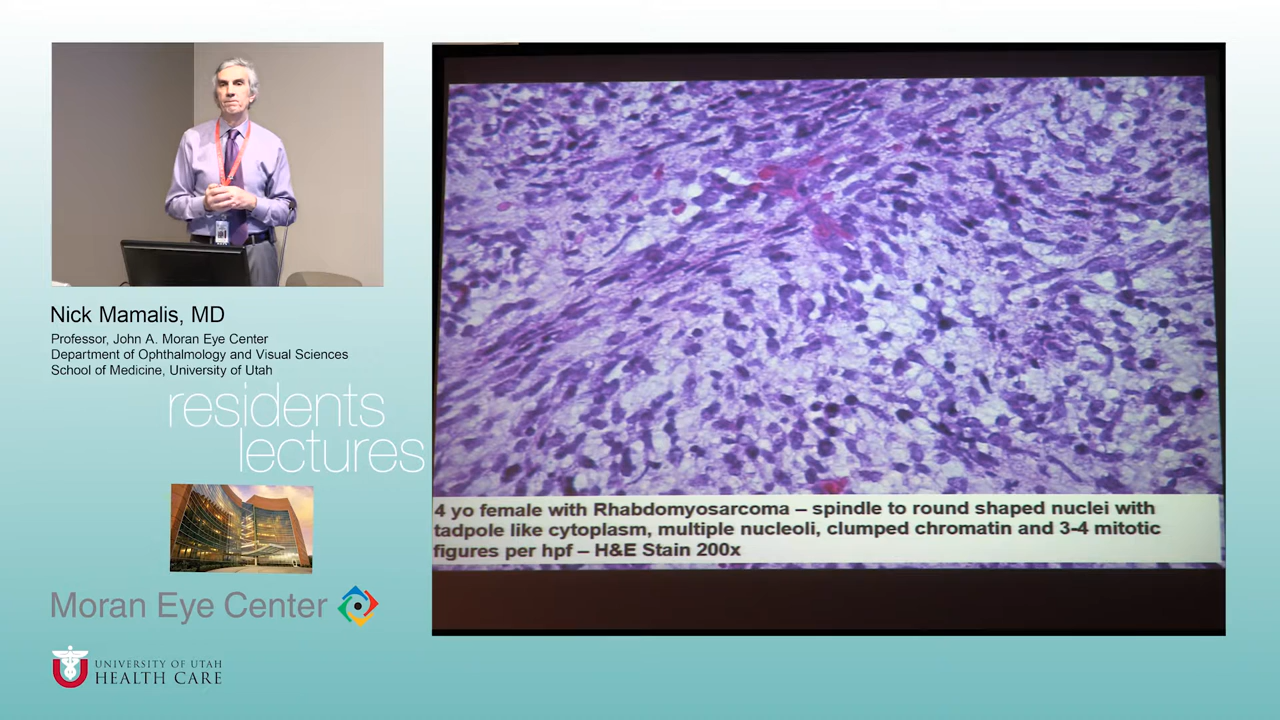 Nick Mamalis, MD
Professor, John A. Moran Eye Center
Department of Ophthalmology and Visual Sciences
School of Medicine, University of Utah
residents
lectures
Moran Eye Center
UNIVERSITY OF UTAH
HEALTH CARE
4 yo female with Rhabdomyosarcoma – spindle to round shaped nuclei with
tadpole like cytoplasm, multiple nucleoli, clumped chromatin and 3-4 mitotic
figures per hpf – H&E Stain 200x